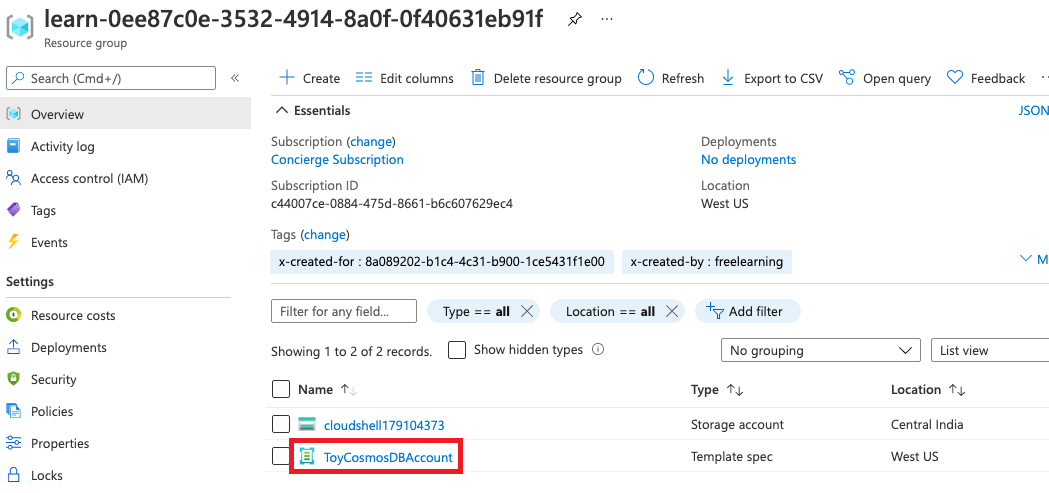 learn-0ee87c0e-3532-4914-8a0f-0f40631eb91f
Resource group
Search (Cmd+/)
Create Edit columns Delete resource group Refresh Export to CSV Open query Feedback
Overview
Activity log
Access control (IAM)
Tags
Events
Settings
Resource costs
Deployments
Security
Policies
Properties
Locks
Essentials JSON
Subscription (change)
Concierge Subscription
Subscription ID
c44007ce-0884-475d-8661-b6c607629ec4
Deployments
No deployments
Location
West US
Tags (change)
x-created-for : 8a089202-b1c4-4c31-b900-1ce5431f1e00 x-created-by : freelearning
M
Filter for any field... Type == all Location == all Add filter
Showing 1 to 2 of 2 records. Show hidden types No grouping List view
Name Type Location
cloudshell179104373 Storage account Central India
ToyCosmosDBAccount Template spec West US